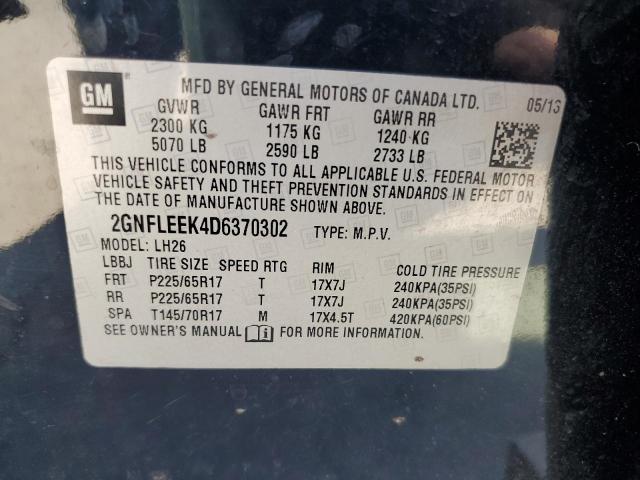 GM
MFD BY GENERAL MOTORS OF CANADA LTD. 05/13
GVWR GAWR FRT GAWR RR
2300 KG 1175 KG 1240 KG
5070 LB 2590 LB 2733 LB
THIS VEHICLE CONFORMS TO ALL APPLICABLE U.S. FEDERAL MOTOR
VEHICLE SAFETY AND THEFT PREVENTION STANDARDS IN EFFECT ON
THE DATE OF MANUFACTURE SHOWN ABOVE.
2GNFLEEK4D6370302 TYPE: M.P.V.
MODEL: LH26
LBBJ TIRE SIZE SPEED RTG RIM COLD TIRE PRESSURE
FRT P225/65R17 T 17X7J 240KPA(35PSI)
RR P225/65R17 T 17X7J 240KPA(35PSI)
SPA T145/70R17 M 17X4.5T 420KPA(60PSI)
SEE OWNER'S MANUAL FOR MORE INFORMATION.